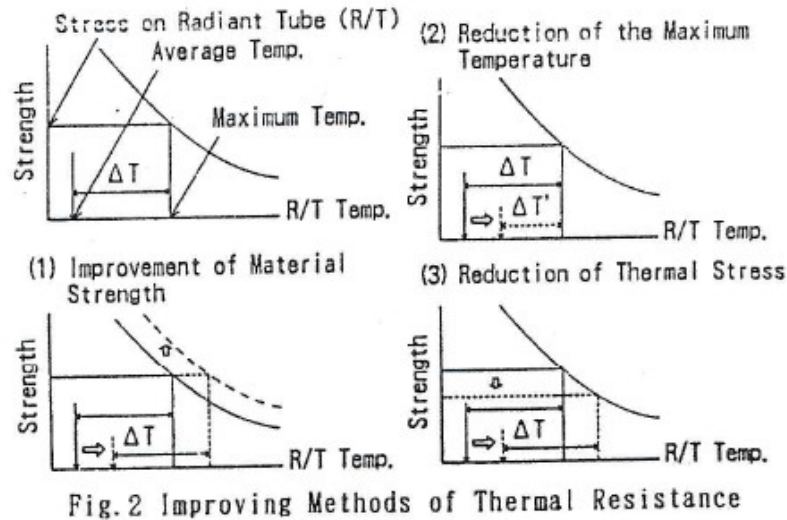 Stress on Radiant Tube (R/T)
Average Temp.
Maximum Temp.
Strength
ΔT
R/T Temp.
(2) Reduction of the Maximum
Temperature
Strength
ΔT
ΔT'
R/T Temp.
(1) Improvement of Material
Strength
Strength
ΔT
R/T Temp.
(3) Reduction of Thermal Stress
Strength
ΔT
R/T Temp.
Fig.2 Improving Methods of Thermal Resistance